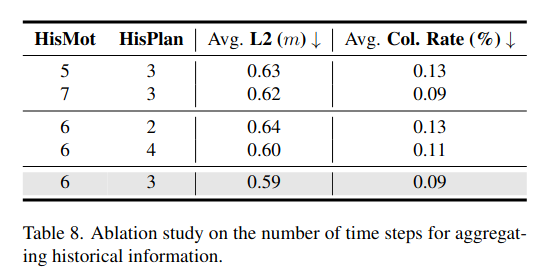 HisMot HisPlan Avg. L2 (m) ↓ Avg. Col. Rate (%) ↓
5 3 0.63 0.13
7 3 0.62 0.09
6 2 0.64 0.13
6 4 0.60 0.11
6 3 0.59 0.09
Table 8. Ablation study on the number of time steps for aggregat-
ing historical information.